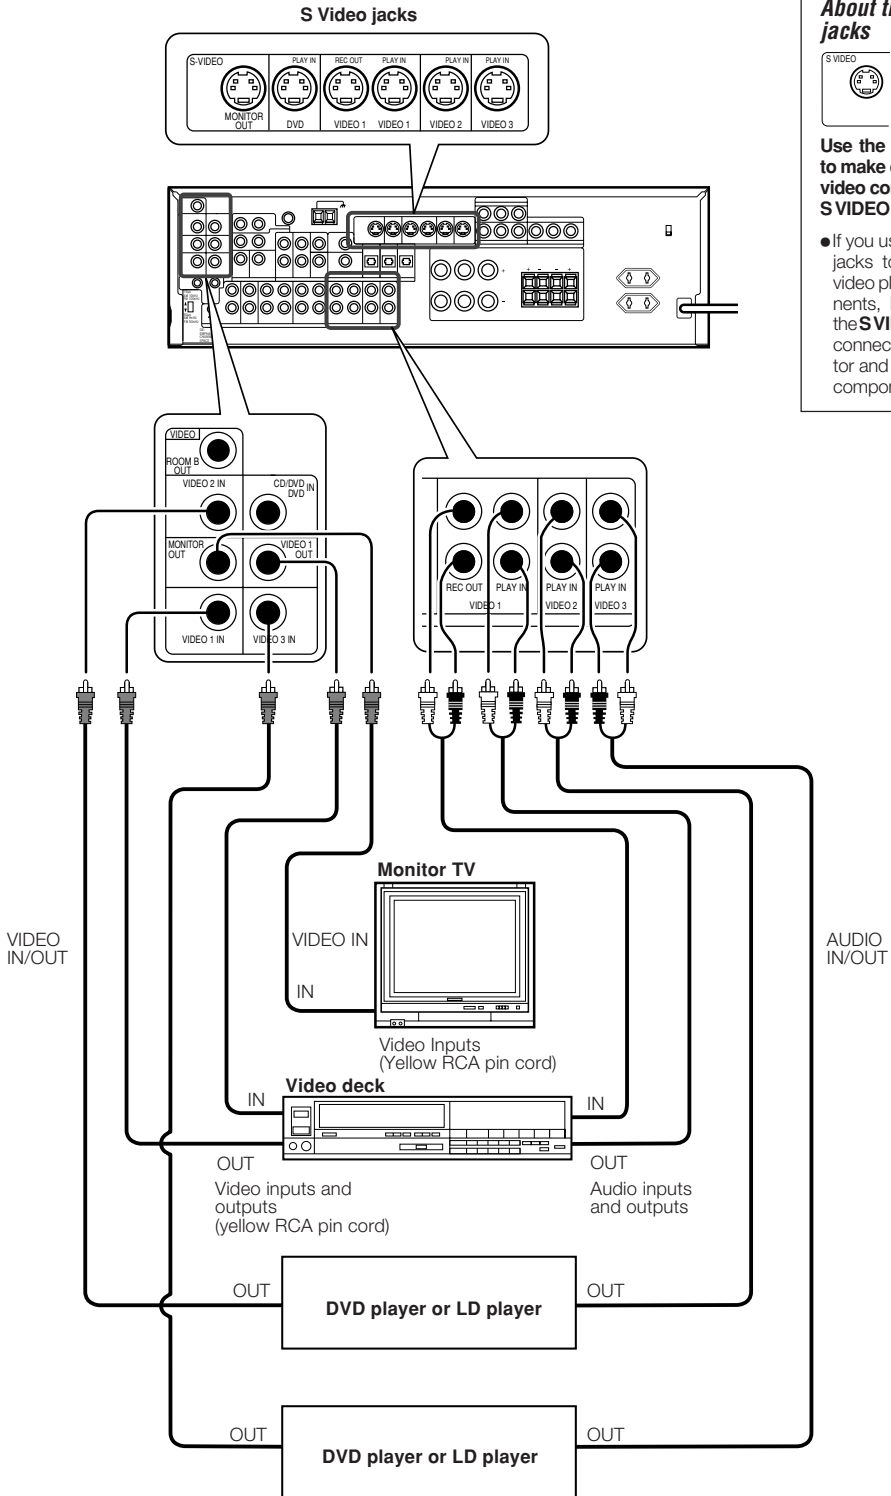 S Video jacks
S-VIDEO
PLAY IN
REC OUT
PLAY IN
PLAY IN
PLAY IN
MONITOR
OUT
DVD
VIDEO 1
VIDEO 1
VIDEO 2
VIDEO 3
jacks
S VIDEO
Use the
to make
video
S VIDEO
● If you
jacks
video
nents,
the S
tor and
VIDEO
ROOM B
OUT
VIDEO 2 IN
CD/DVD
DVD IN
MONITOR
OUT
VIDEO 1
OUT
VIDEO 1 IN
VIDEO 3 IN
REC OUT
PLAY IN
PLAY IN
PLAY IN
VIDEO 1
VIDEO 2
VIDEO 3
Monitor TV
VIDEO
IN/OUT
VIDEO IN
AUDIO
IN/OUT
IN
Video Inputs
(Yellow RCA pin cord)
Video deck
IN
IN
OUT
OUT
Video inputs and
outputs
(yellow RCA pin cord)
Audio inputs
and outputs
OUT
DVD player or LD player
OUT
OUT
DVD player or LD player
OUT